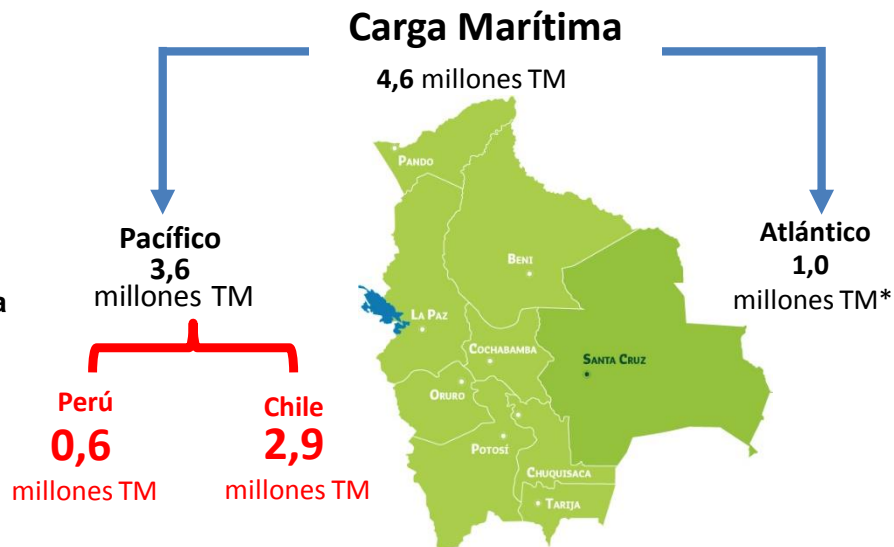 Carga Marítima
4,6 millones TM
Pacífico
3,6
millones TM
Atlántico
1,0
millones TM*
a
Perú
0,6
millones TM
Chile
2,9
millones TM
PANDO
BENI
LA PAZ
COCHABAMBA
SANTA CRUZ
ORURO
POTOSÍ
CHUQUISACA
TARIJA